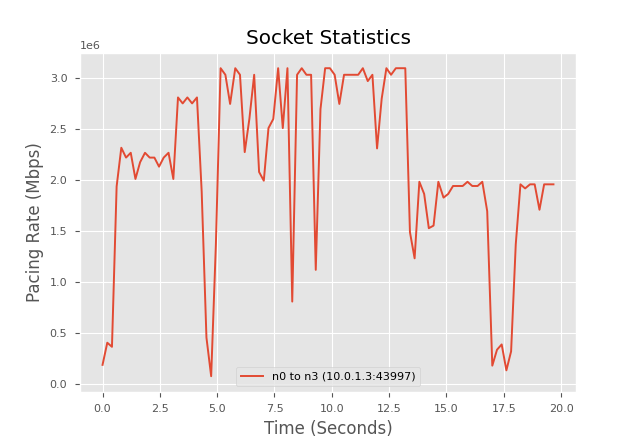 Socket Statistics
1e6
3.0
2.5
2.0
1.5
1.0
0.5
0.0
Pacing Rate (Mbps)
n0 to n3 (10.0.1.3:43997)
0.0 2.5 5.0 7.5 10.0 12.5 15.0 17.5 20.0
Time (Seconds)